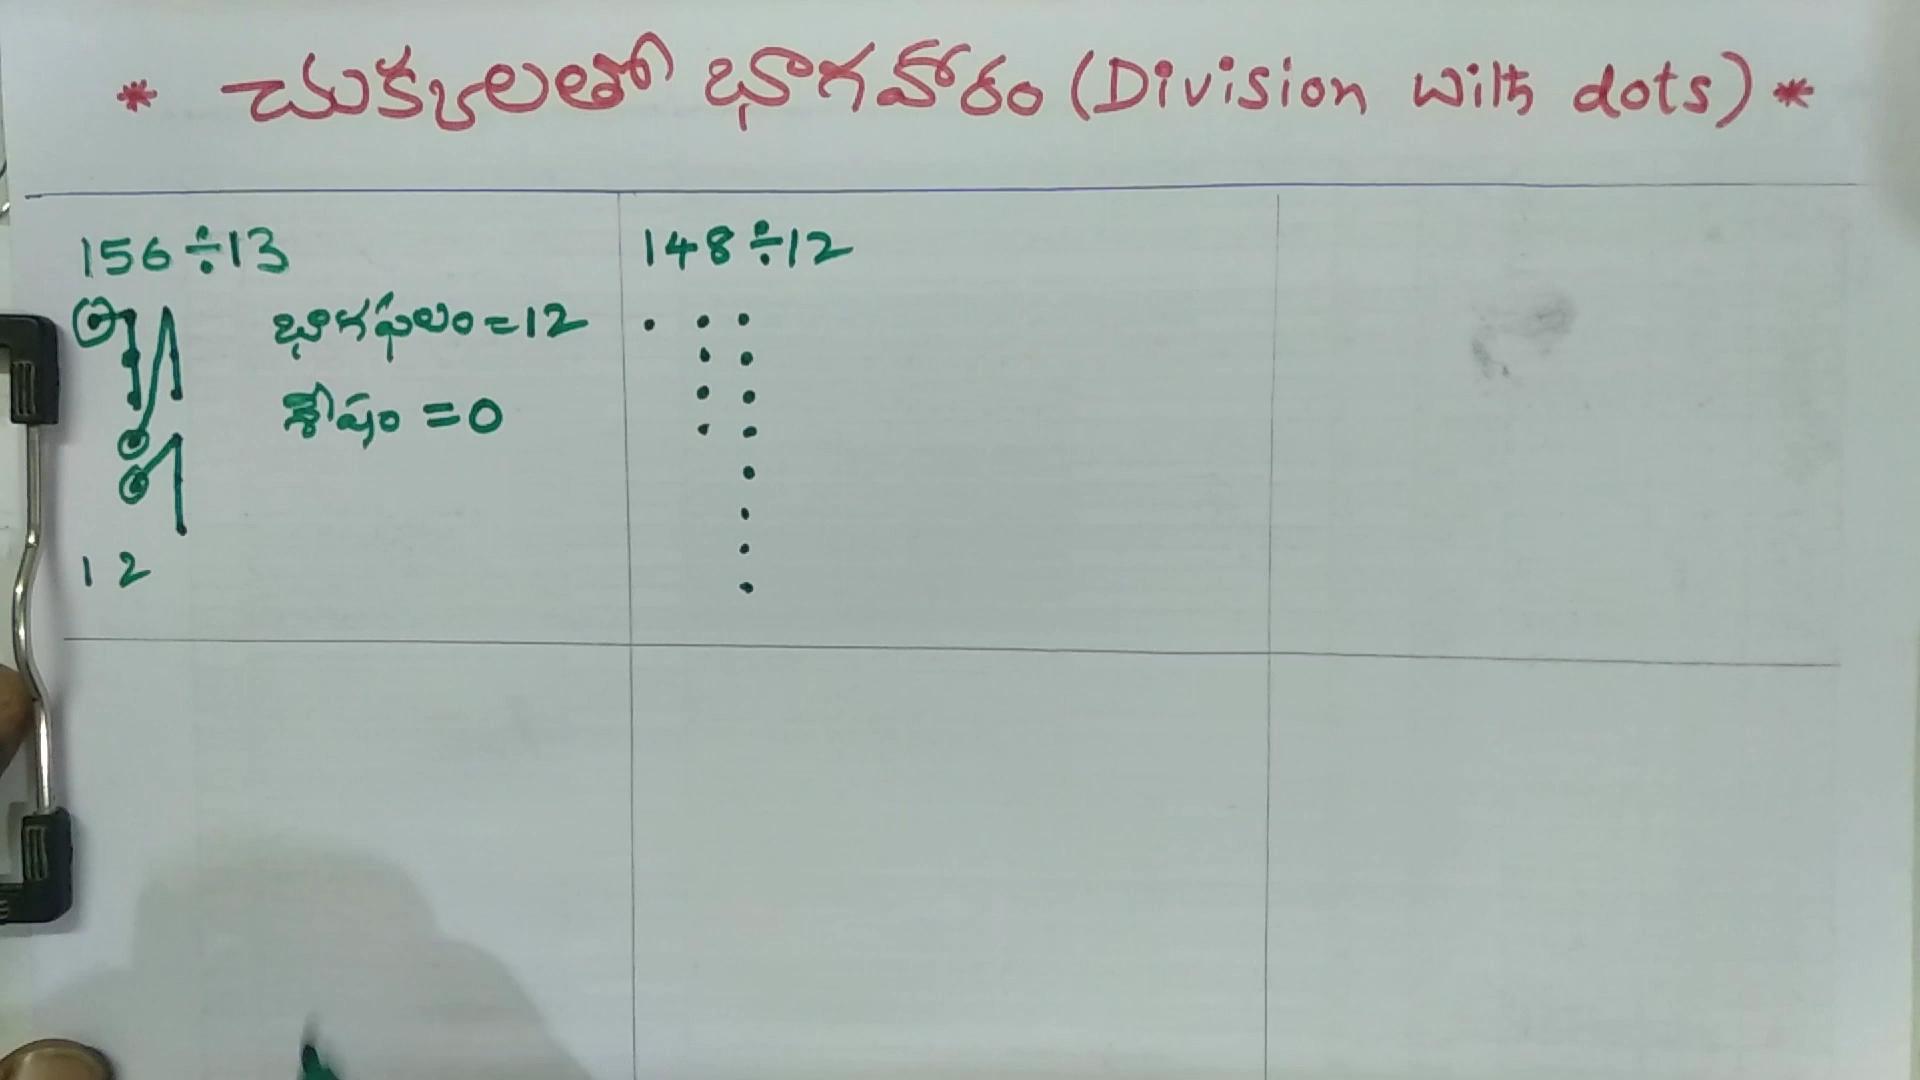 * చుక్కలతో భాగహారం (Division with dots) *
156÷13
భాగఫలం=12
శేషం =0
12
148÷12